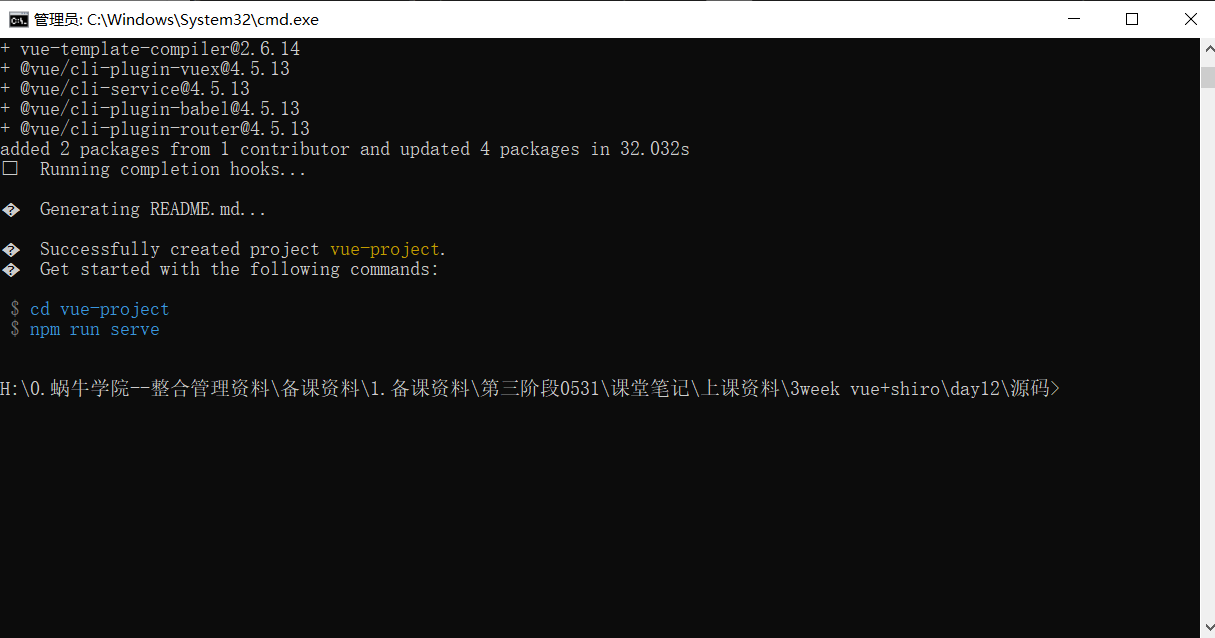 管理员: C:\Windows\System32\cmd.exe
+ vue-template-compiler@2.6.14
+ @vue/cli-plugin-vuex@4.5.13
+ @vue/cli-service@4.5.13
+ @vue/cli-plugin-babel@4.5.13
+ @vue/cli-plugin-router@4.5.13
added 2 packages from 1 contributor and updated 4 packages in 32.032s
□  Running completion hooks...
�  Generating README.md...
�  Successfully created project vue-project.
�  Get started with the following commands:
$ cd vue-project
$ npm run serve
H:\0.蜗牛学院--整合管理资料\备课资料\1.备课资料\第三阶段0531\课堂笔记\上课资料\3week vue+shiro\day12\源码>